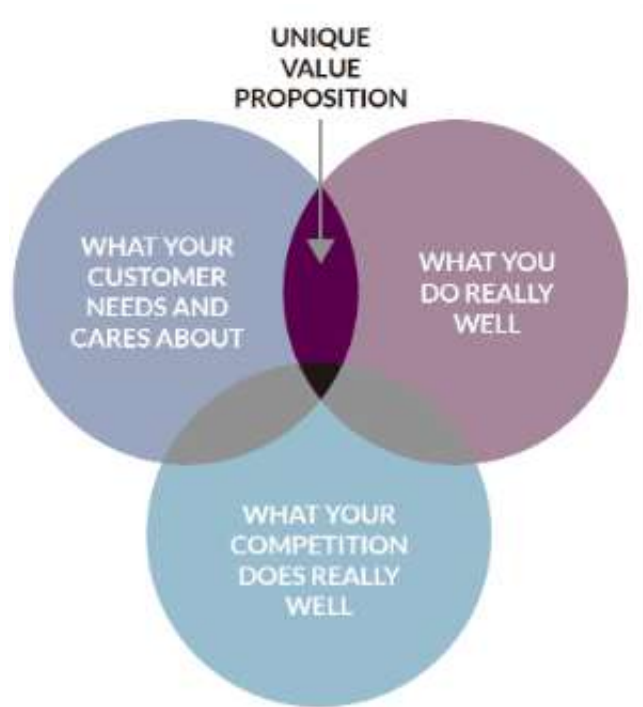 UNIQUE
VALUE
PROPOSITION
WHAT YOUR
CUSTOMER
NEEDS AND
CARES ABOUT
WHAT YOU
DO REALLY
WELL
WHAT YOUR
COMPETITION
DOES REALLY
WELL